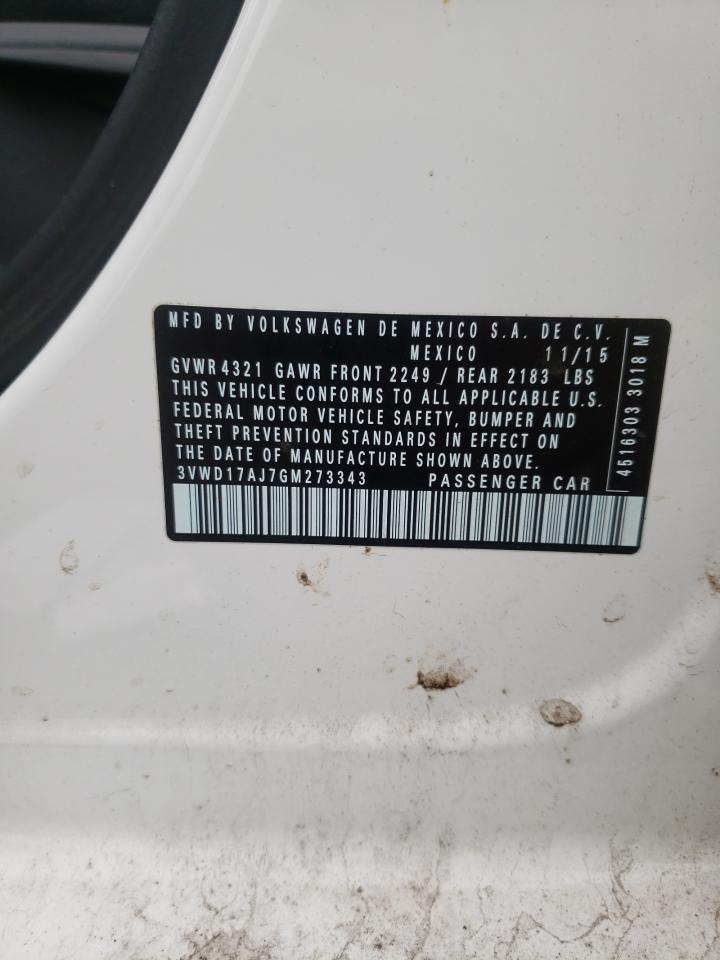 MFD BY VOLKSWAGEN DE MEXICO S.A. DE C.V.
MEXICO 11/15
GVWR 4321 GAWR FRONT 2249 / REAR 2183 LBS
THIS VEHICLE CONFORMS TO ALL APPLICABLE U.S.
FEDERAL MOTOR VEHICLE SAFETY, BUMPER AND
THEFT PREVENTION STANDARDS IN EFFECT ON
THE DATE OF MANUFACTURE SHOWN ABOVE.
3VWD17AJ7GM273343 PASSENGER CAR
4516303 3018 M